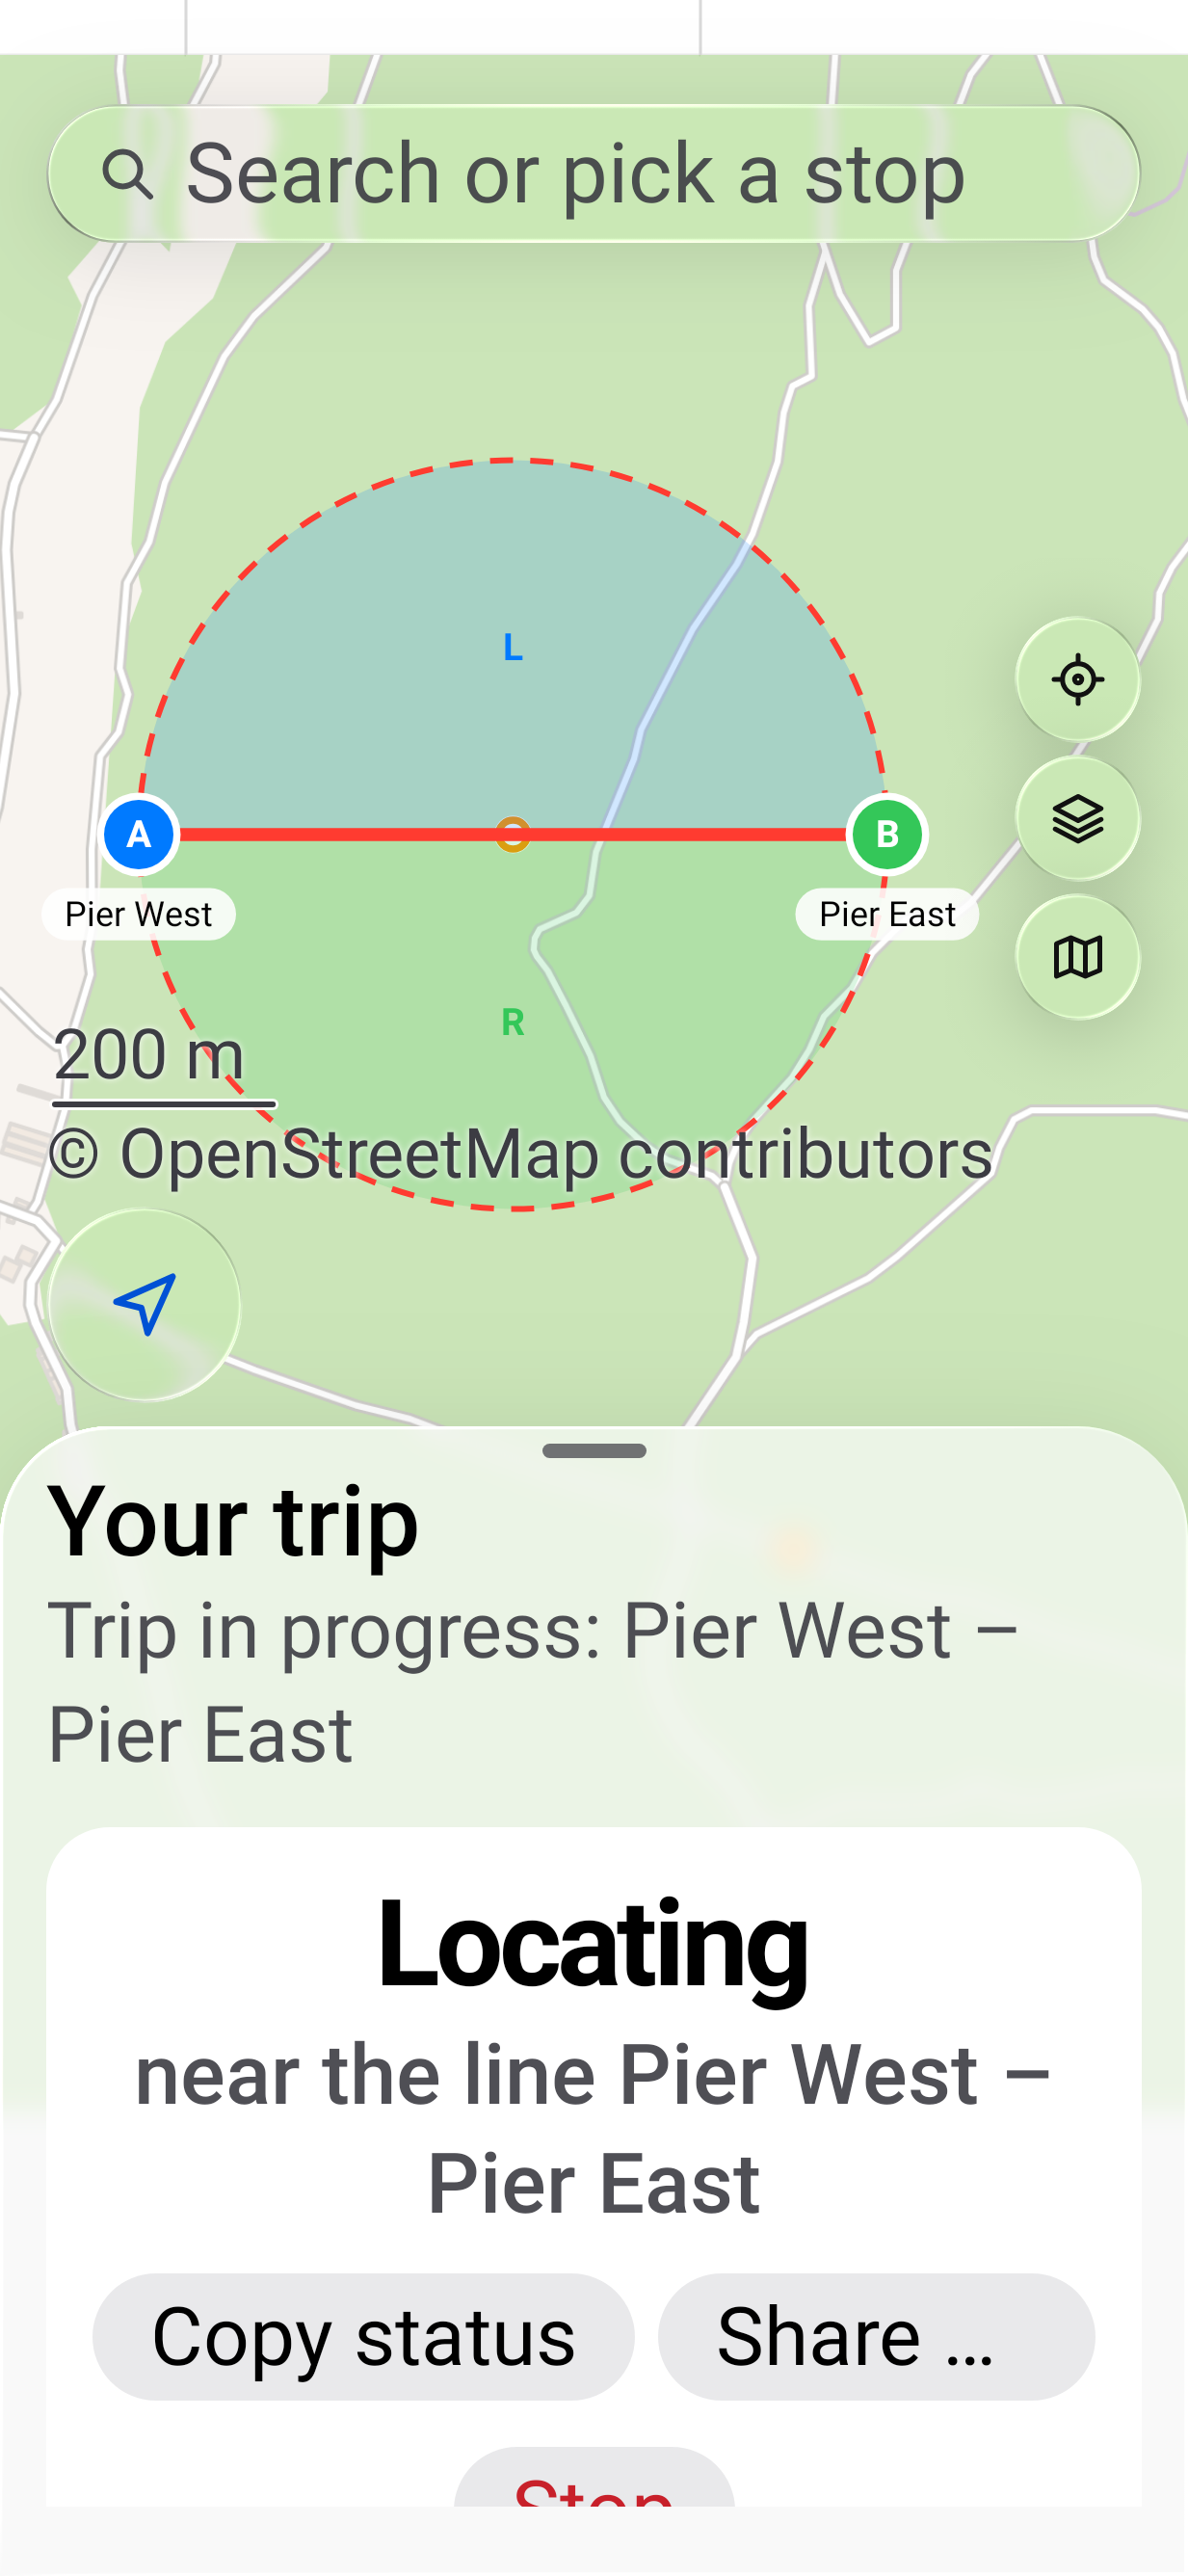 Search or pick a stop
L
A
B
Pier West
Pier East
R
200 m
© OpenStreetMap contributors
Your trip
Trip in progress: Pier West –
Pier East
Locating
near the line Pier West –
Pier East
Copy status
Share ...
Stop